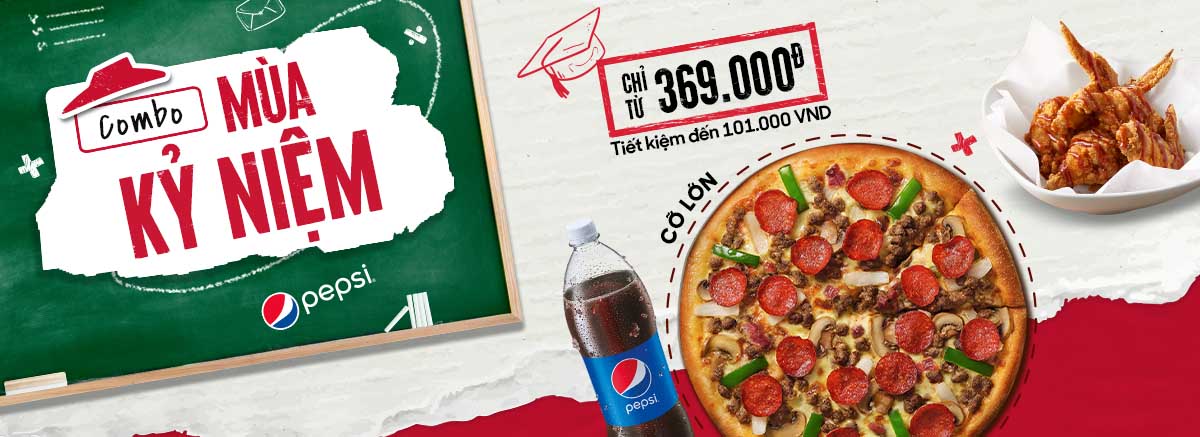 Combo MÙA
KỶ NIỆM
pepsi
CHỈ TỪ 369.000Đ
Tiết kiệm đến 101.000 VND
CỠ LỚN
pepsi